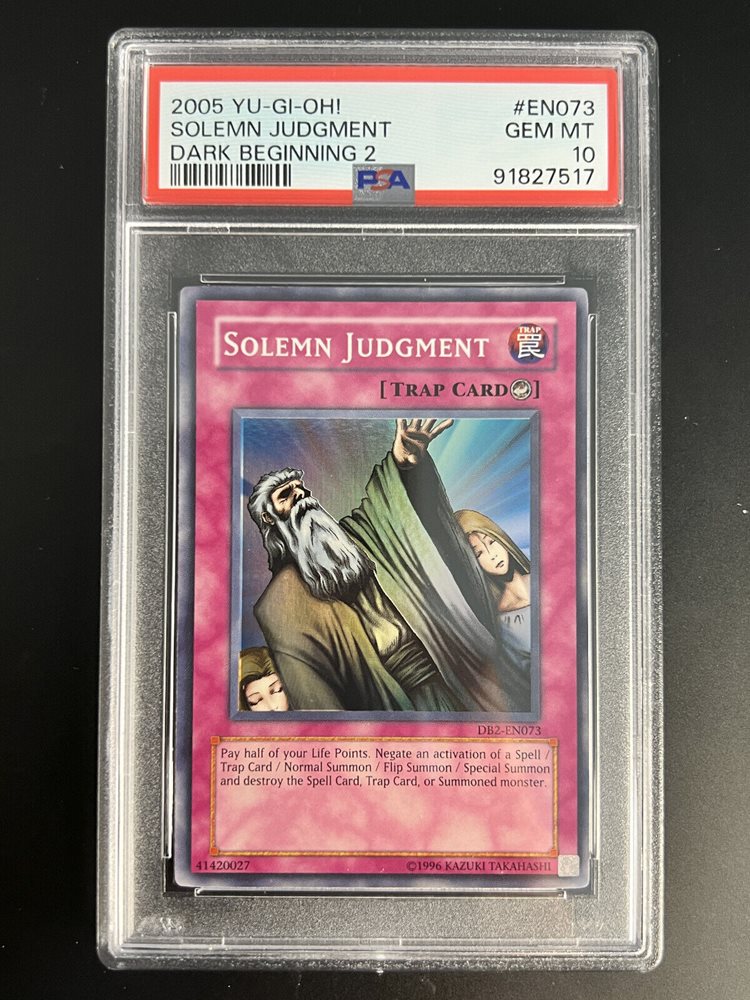 2005 YU-GI-OH! #EN073
SOLEMN JUDGMENT GEM MT
DARK BEGINNING 2 10
PSA 91827517
SOLEMN JUDGMENT
TRAP
罠
[TRAP CARD]
DB2-EN073
Pay half of your Life Points. Negate an activation of a Spell /
Trap Card / Normal Summon / Flip Summon / Special Summon
and destroy the Spell Card, Trap Card, or Summoned monster.
41420027 ©1996 KAZUKI TAKAHASHI